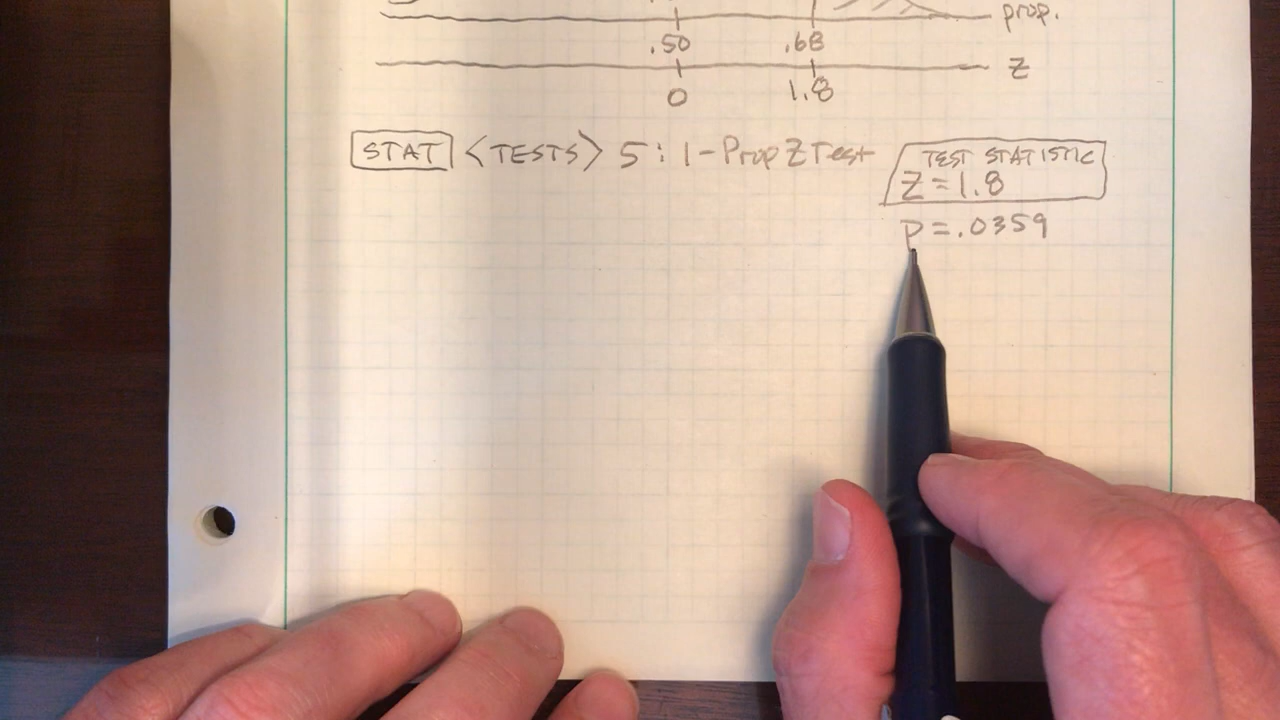 prop.
.50 .68
Z
0 1.8
STAT <TESTS> 5: 1-PropZTest
TEST STATISTIC
Z=1.8
P=.0359